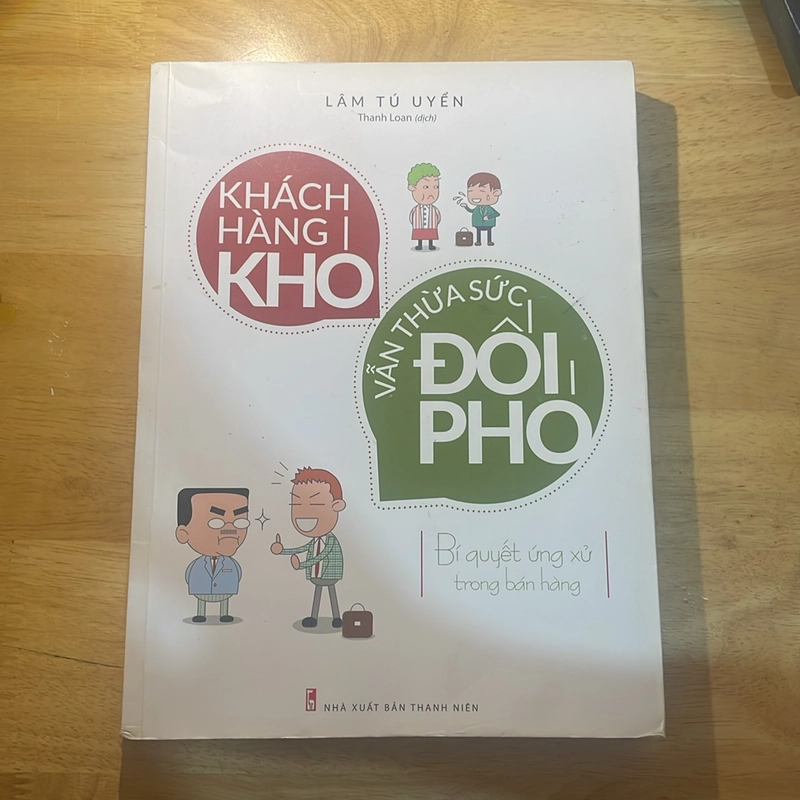 LÂM TÚ UYỂN
Thanh Loan (dịch)
KHÁCH
HÀNG
KHÓ
VẪN THỪA SỨC
ĐỐI
PHÓ
Bí quyết ứng xử
trong bán hàng
NHÀ XUẤT BẢN THANH NIÊN